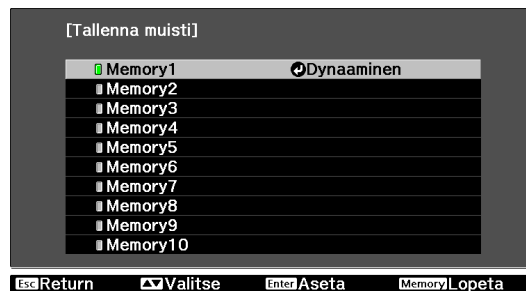 [Tallenna muisti]
Memory1 Dynaaminen
Memory2
Memory3
Memory4
Memory5
Memory6
Memory7
Memory8
Memory9
Memory10
Esc Return Valitse Enter Aseta Memory Lopeta